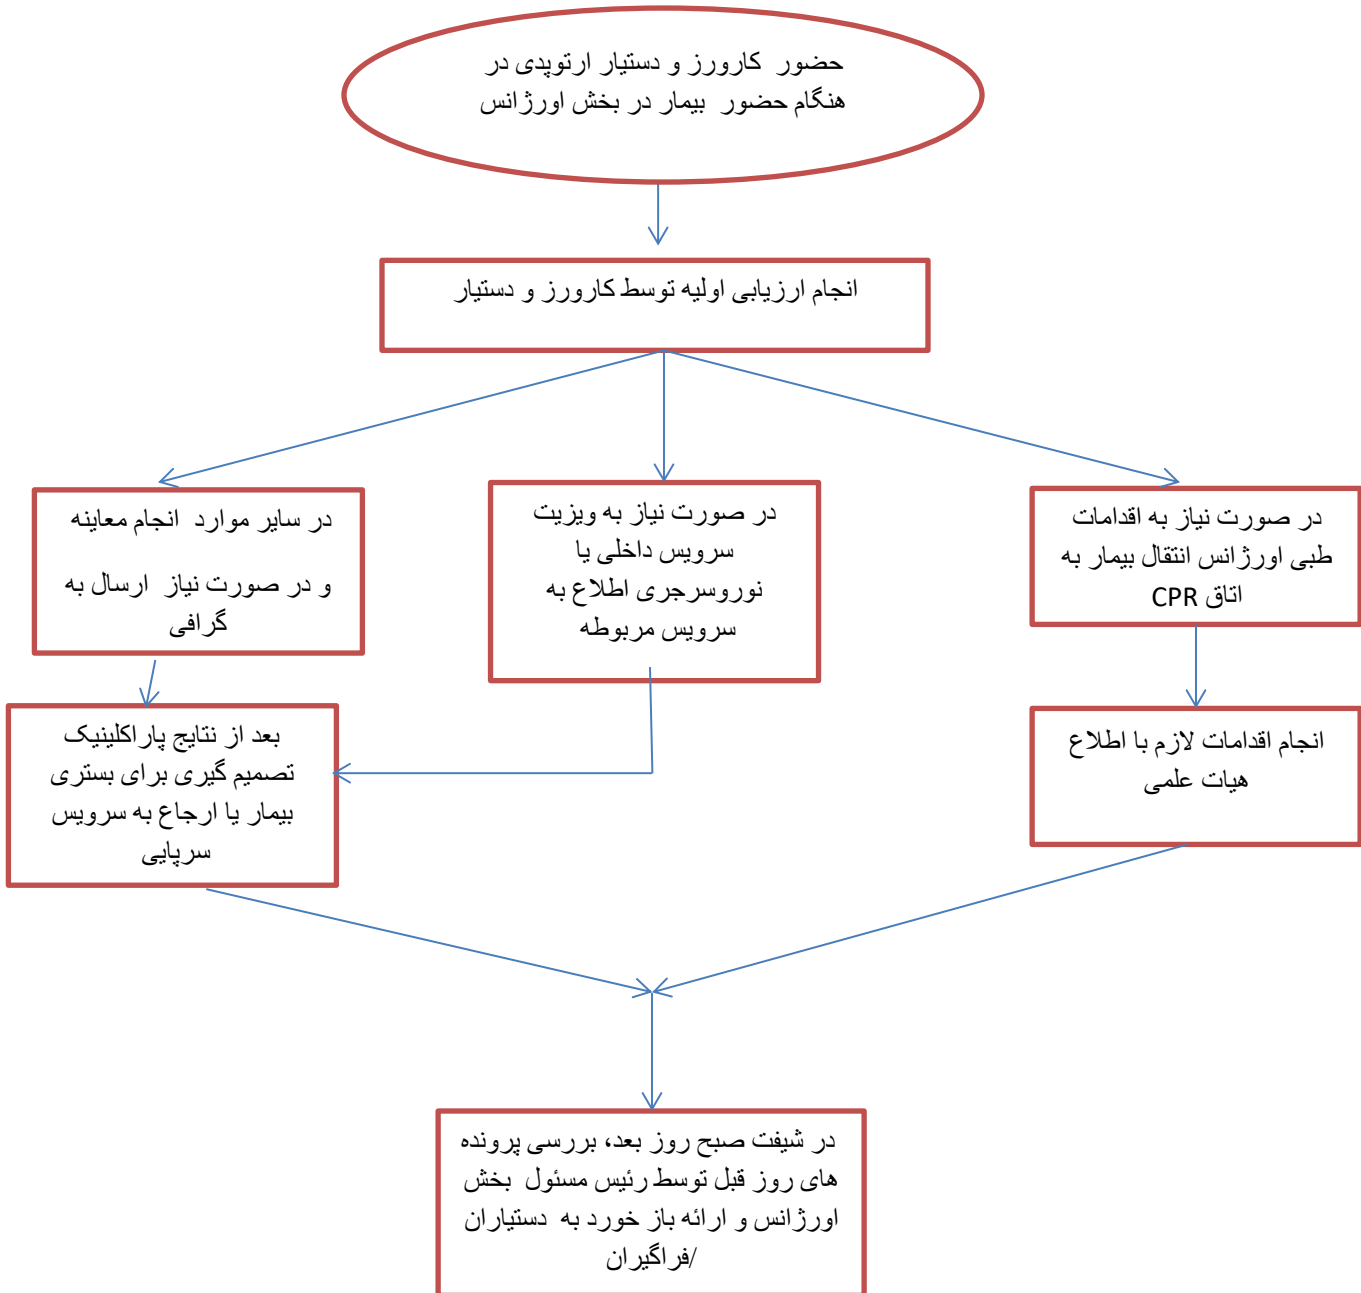 حضور کارورز و دستیار ارتوپدی در
هنگام حضور بیمار در بخش اورژانس
انجام ارزیابی اولیه توسط کارورز و دستیار
در صورت نیاز به اقدامات
طبی اورژانس انتقال بیمار به
اتاق CPR
در صورت نیاز به ویزیت
سرویس داخلی یا
نوروسرجری اطلاع به
سرویس مربوطه
در سایر موارد انجام معاینه
و در صورت نیاز ارسال به
گرافی
انجام اقدامات لازم با اطلاع
هیات علمی
بعد از نتایج پاراکلینیک
تصمیم گیری برای بستری
بیمار یا ارجاع به سرویس
سرپایی
در شیفت صبح روز بعد، بررسی پرونده
های روز قبل توسط رئیس مسئول بخش
اورژانس و ارائه باز خورد به دستیاران
/فراگیران